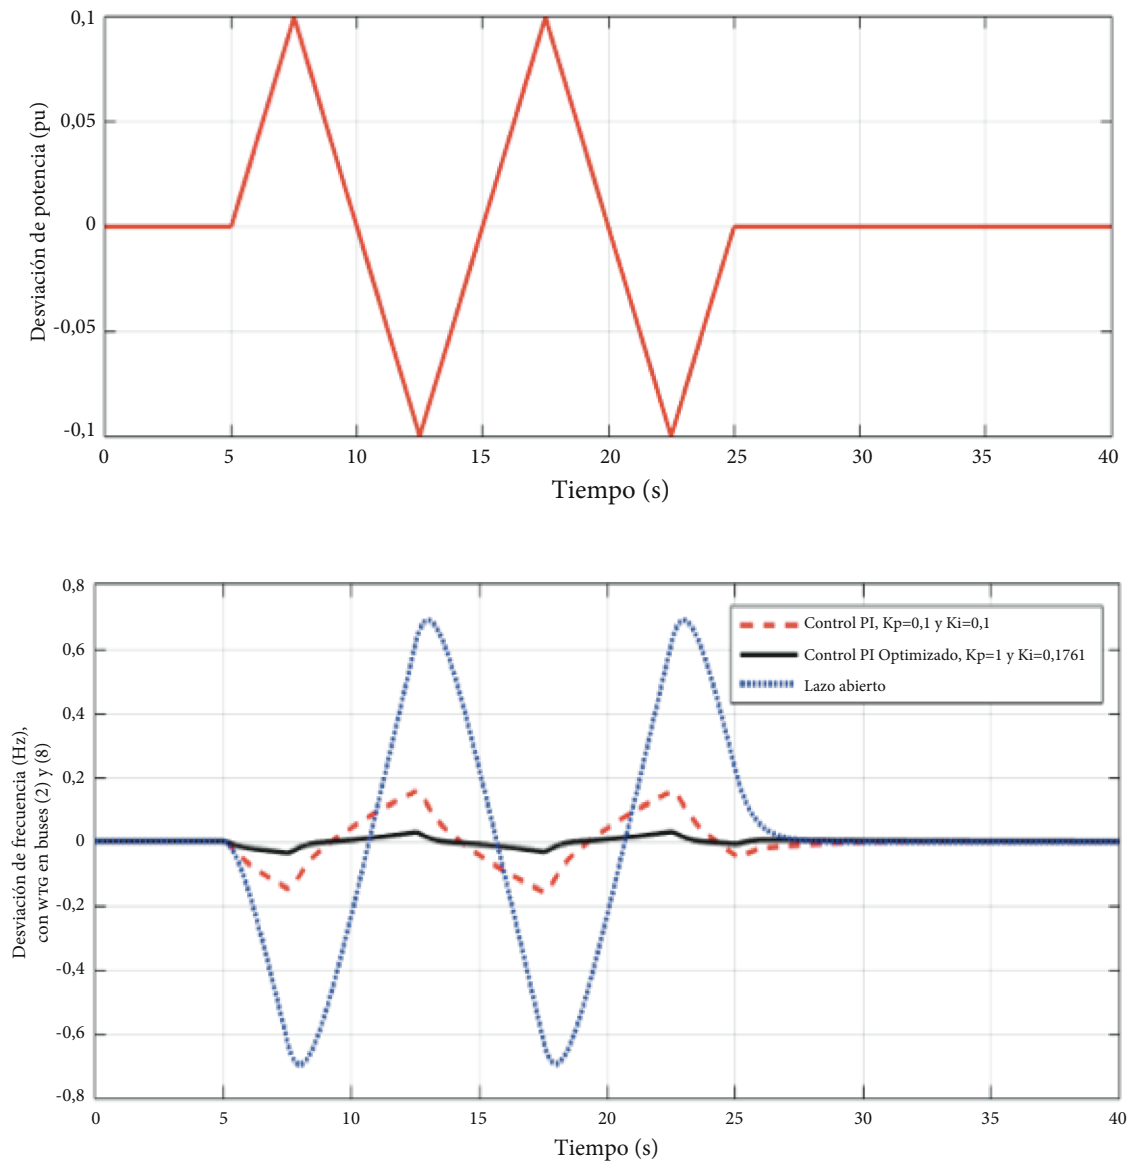 0,1
0,05
0
-0,05
-0,1
Desviación de potencia (pu)
0 5 10 15 20 25 30 35 40
Tiempo (s)
0,8
0,6
0,4
0,2
0
-0,2
-0,4
-0,6
-0,8
Desviación de frecuencia (Hz),
con WTG en buses (2) y (8)
Control PI, Kp=0,1 y Ki=0,1
Control PI Optimizado, Kp=1 y Ki=0,1761
Lazo abierto
0 5 10 15 20 25 30 35 40
Tiempo (s)